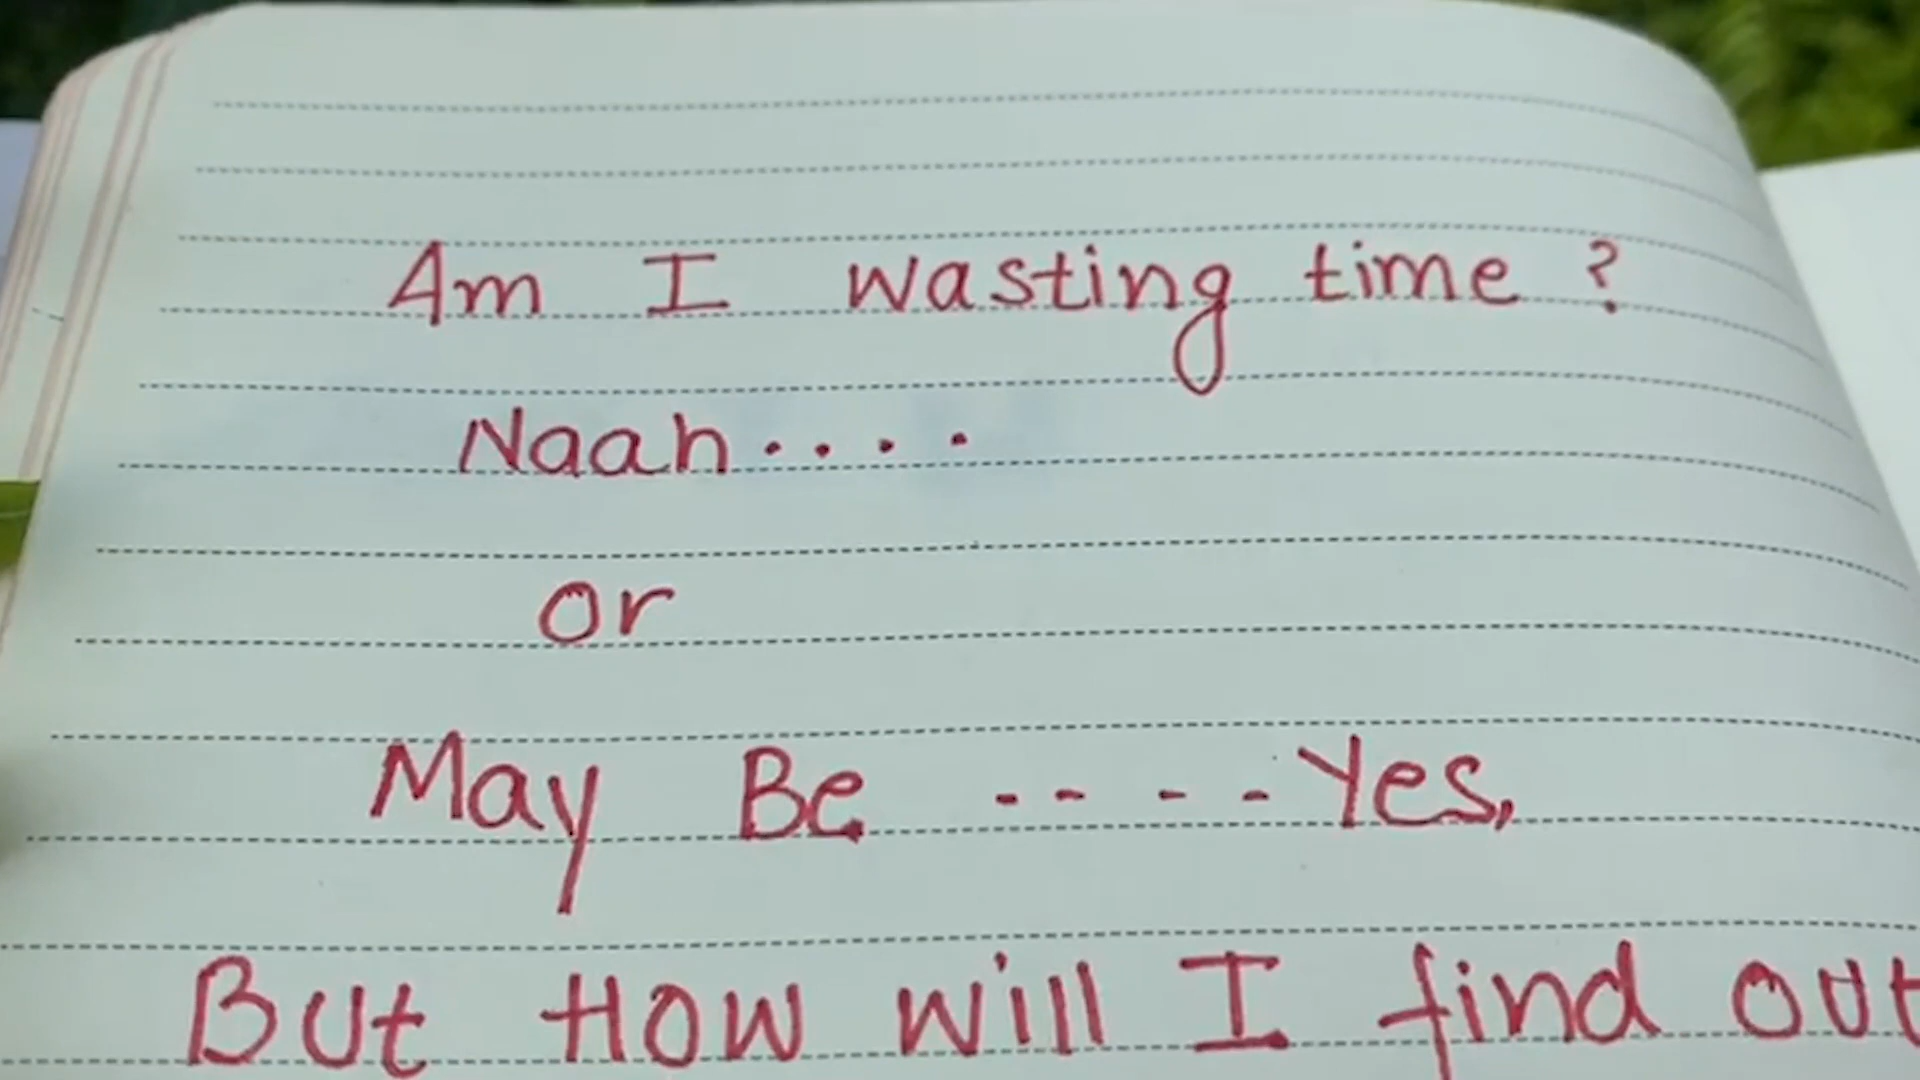 Am I wasting time ?
Naah....
or
May Be ----Yes,
But How will I find out